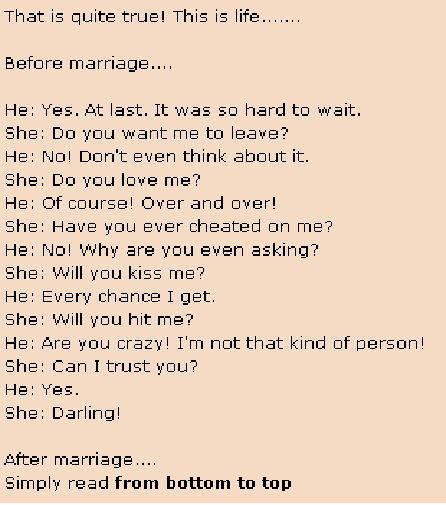 That is quite true! This is life.......
Before marriage....
He: Yes. At last. It was so hard to wait.
She: Do you want me to leave?
He: No! Don't even think about it.
She: Do you love me?
He: Of course! Over and over!
She: Have you ever cheated on me?
He: No! Why are you even asking?
She: Will you kiss me?
He: Every chance I get.
She: Will you hit me?
He: Are you crazy! I'm not that kind of person!
She: Can I trust you?
He: Yes.
She: Darling!
After marriage....
Simply read from bottom to top